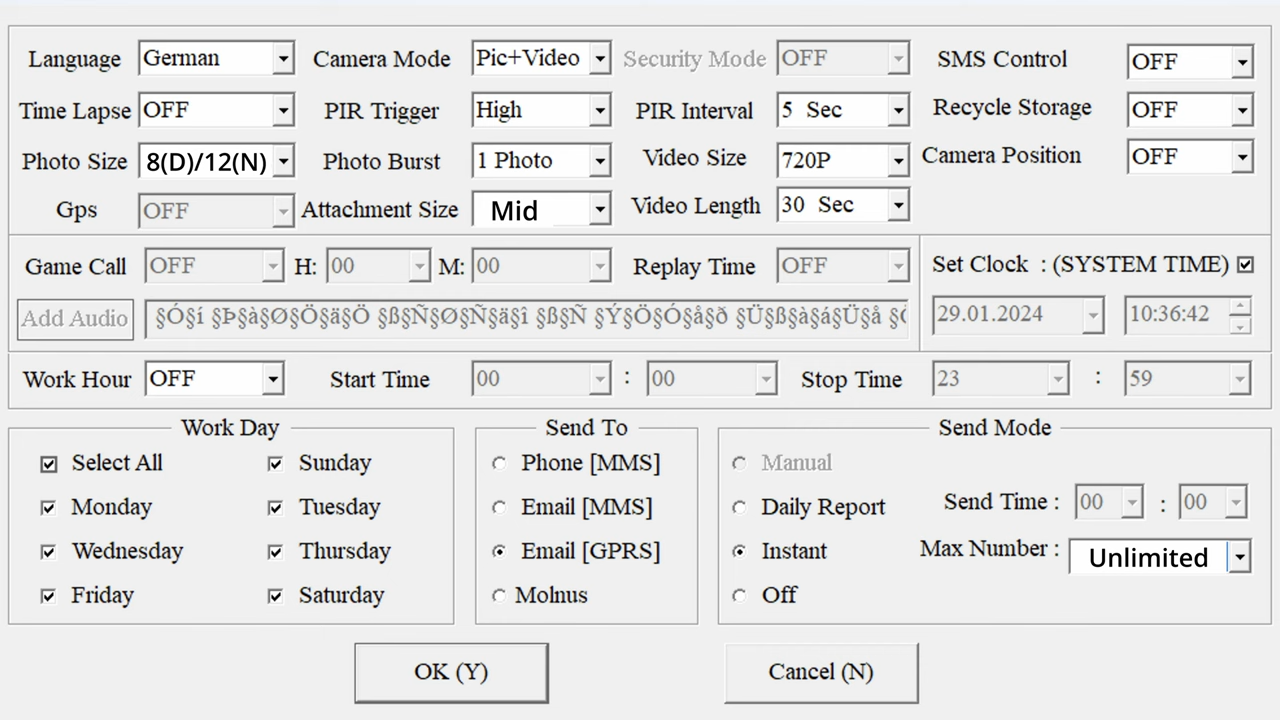 Language German Camera Mode Pic+Video Security Mode OFF SMS Control OFF
Time Lapse OFF PIR Trigger High PIR Interval 5 Sec Recycle Storage OFF
Photo Size 8(D)/12(N) Photo Burst 1 Photo Video Size 720P Camera Position OFF
Gps OFF Attachment Size Mid Video Length 30 Sec
Game Call OFF H: 00 M: 00 Replay Time OFF Set Clock : (SYSTEM TIME)
Add Audio §Ó§í §Þ§à§Ø§Ö§ä§Ö §ß§Ñ§Ø§Ñ§ä§î §ß§Ñ §Ý§Ö§Ó§å§ð §Ü§ß§à§á§Ü§å 29.01.2024 10:36:42
Work Hour OFF Start Time 00 : 00 Stop Time 23 : 59
Work Day Send To Send Mode
Select All Sunday Phone [MMS] Manual
Monday Tuesday Email [MMS] Daily Report Send Time : 00 : 00
Wednesday Thursday Email [GPRS] Instant Max Number : Unlimited
Friday Saturday Molnus Off
OK (Y) Cancel (N)